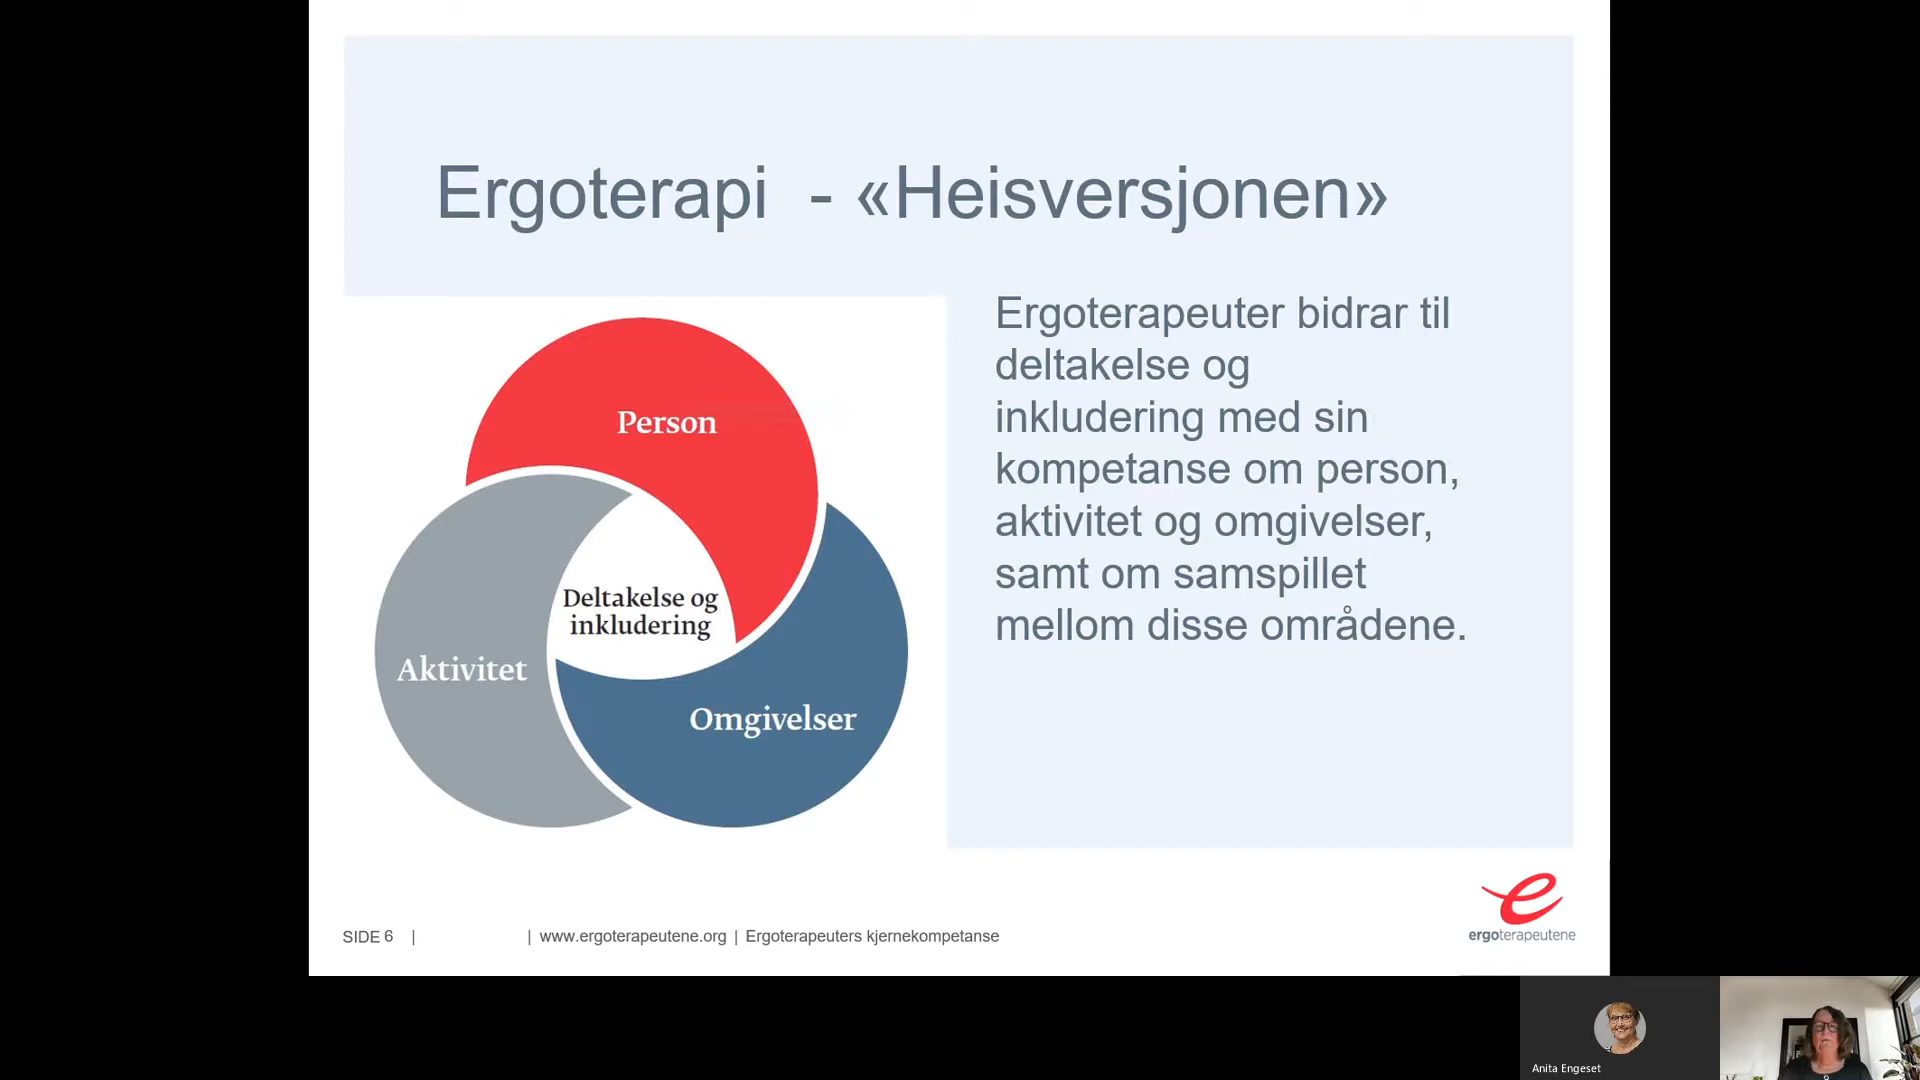 Ergoterapi - «Heisversjonen»
Person
Aktivitet
Deltakelse og
inkludering
Omgivelser
Ergoterapeuter bidrar til
deltakelse og
inkludering med sin
kompetanse om person,
aktivitet og omgivelser,
samt om samspillet
mellom disse områdene.
SIDE 6 | | www.ergoterapeutene.org | Ergoterapeuters kjernekompetanse
ergoterapeutene
Anita Engeset